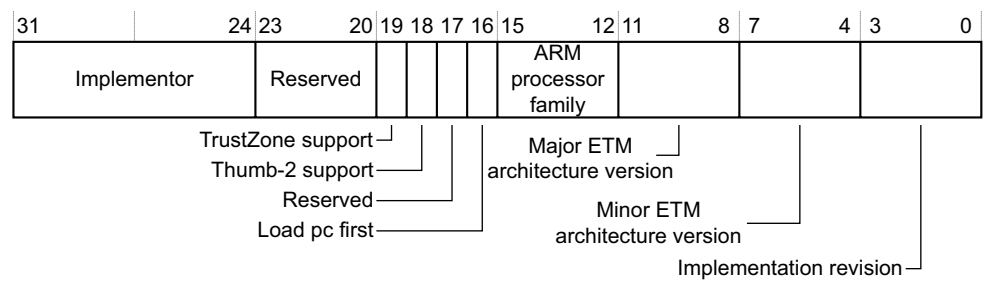 31 24 23 20 19 18 17 16 15 12 11 8 7 4 3 0
Implementor Reserved ARM
processor
family
TrustZone support
Thumb-2 support
Reserved
Load pc first
Major ETM
architecture version
Minor ETM
architecture version
Implementation revision